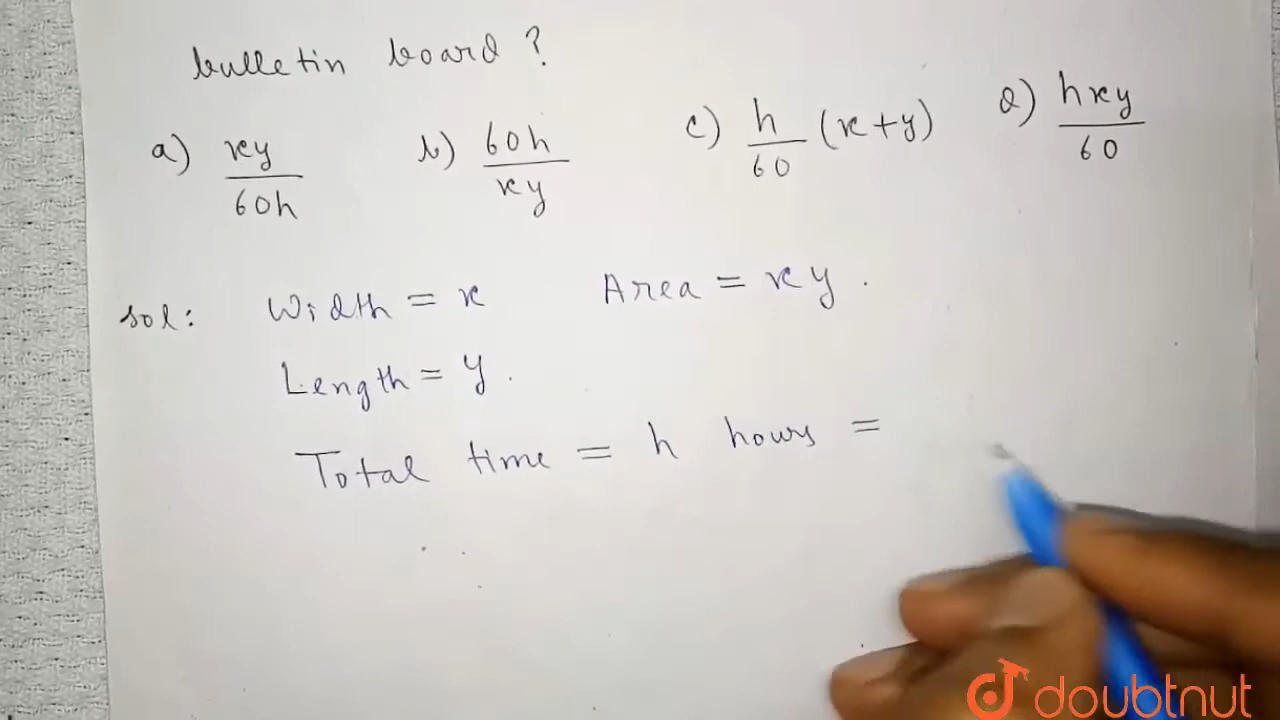 bulletin board ?
a) xy/60h b) 60h/xy c) h/60 (x+y) d) hxy/60
Sol: Width = x Area = xy .
Length = y .
Total time = h hours =
doubtnut